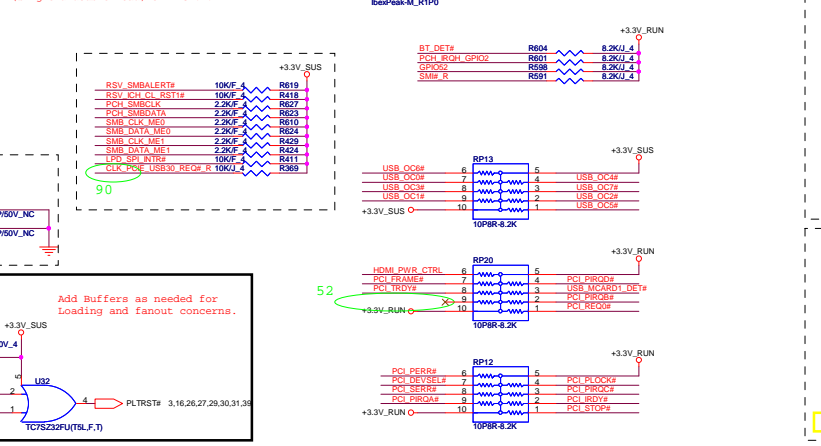 IbexPeak-M_R1P0
+3.3V_RUN
BT_DET# R604 8.2K/J_4
PCH_IRQH_GPIO2 R601 8.2K/J_4
GPIO52 R598 8.2K/J_4
SMI#_R R591 8.2K/J_4
+3.3V_SUS
RSV_SMBALERT# 10K/F_4 R619
RSV_ICH_CL_RST1# 10K/F_4 R418
PCH_SMBCLK 2.2K/F_4 R627
PCH_SMBDATA 2.2K/F_4 R623
SMB_CLK_ME0 2.2K/F_4 R610
SMB_DATA_ME0 2.2K/F_4 R624
SMB_CLK_ME1 2.2K/F_4 R429
SMB_DATA_ME1 2.2K/F_4 R424
LPD_SPI_INTR# 10K/F_4 R411
CLK_PCIE_USB30_REQ#_R 10K/J_4 R369
90
+3.3V_SUS
RP13
USB_OC6# 6 5
USB_OC0# 7 4 USB_OC4#
USB_OC3# 8 3 USB_OC7#
USB_OC1# 9 2 USB_OC2#
+3.3V_SUS 10 1 USB_OC5#
10P8R-8.2K
/50V_NC
/50V_NC
+3.3V_RUN
RP20
HDMI_PWR_CTRL 6 5
PCI_FRAME# 7 4 PCI_PIRQD#
PCI_TRDY# 8 3 USB_MCARD1_DET#
52 9 2 PCI_PIRQB#
+3.3V_RUN 10 1 PCI_REQ0#
10P8R-8.2K
Add Buffers as needed for
Loading and fanout concerns.
+3.3V_SUS
0V_4
U32
5
2
4 PLTRST# 3,16,26,27,29,30,31,39
1
TC7SZ32FU(T5L,F,T)
+3.3V_RUN
RP12
PCI_PERR# 6 5
PCI_DEVSEL# 7 4 PCI_PLOCK#
PCI_SERR# 8 3 PCI_PIRQC#
PCI_PIRQA# 9 2 PCI_IRDY#
+3.3V_RUN 10 1 PCI_STOP#
10P8R-8.2K